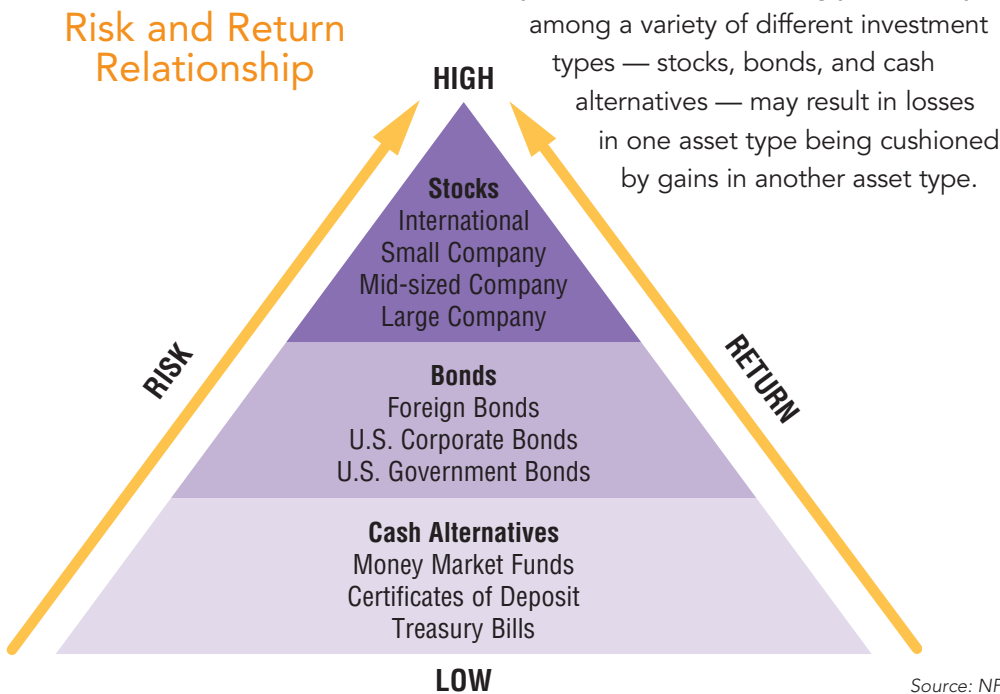 Risk and Return
Relationship
among a variety of different investment
types — stocks, bonds, and cash
alternatives — may result in losses
in one asset type being cushioned
by gains in another asset type.
HIGH
Stocks
International
Small Company
Mid-sized Company
Large Company
RISK
RETURN
Bonds
Foreign Bonds
U.S. Corporate Bonds
U.S. Government Bonds
Cash Alternatives
Money Market Funds
Certificates of Deposit
Treasury Bills
LOW
Source: